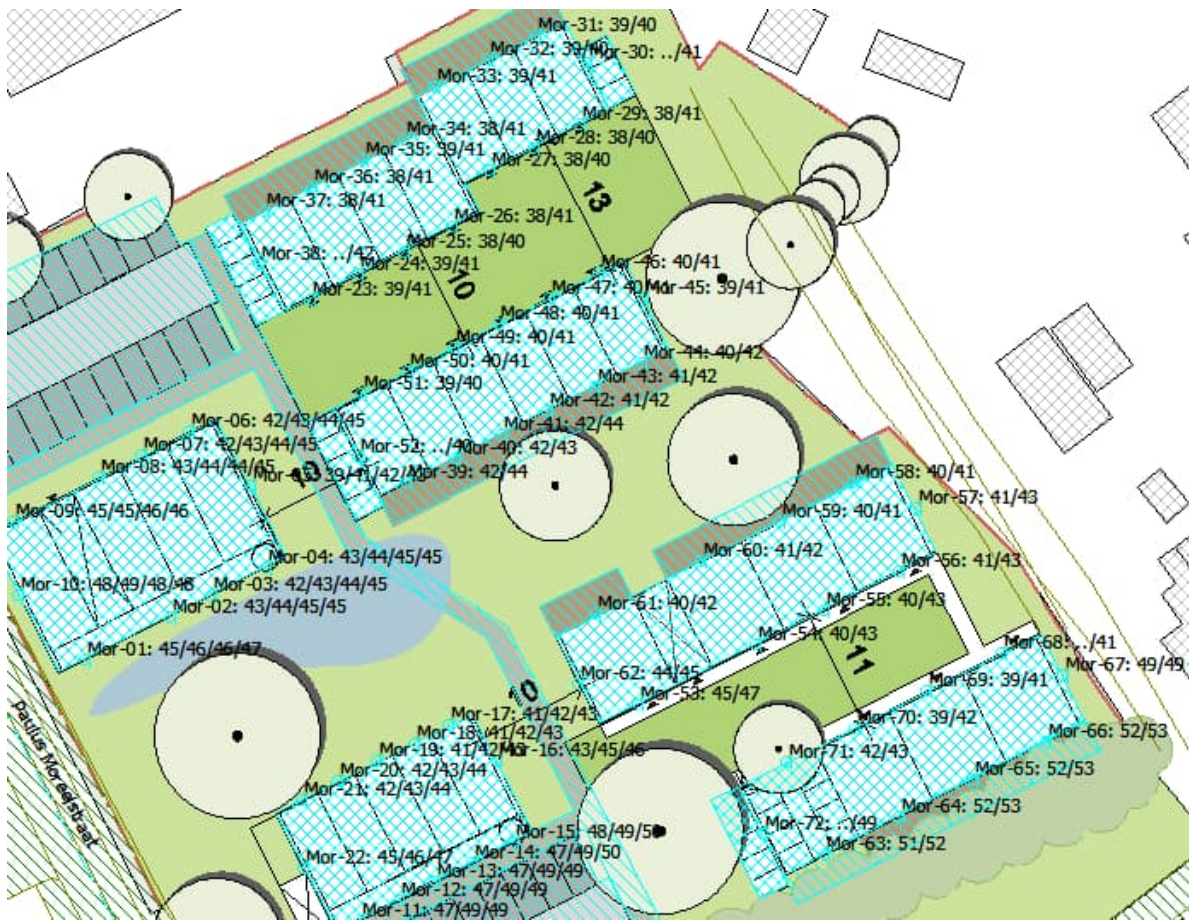 Mor-31: 39/40
Mor-32: 39/40
Mor-30: ../41
Mor-33: 39/41
Mor-29: 38/41
Mor-34: 38/41
Mor-28: 38/40
Mor-35: 39/41
Mor-27: 38/40
Mor-36: 38/41
13
Mor-37: 38/41
Mor-26: 38/41
Mor-25: 38/40
Mor-38: ../42
Mor-24: 39/41
Mor-46: 40/41
Mor-23: 39/41
10
Mor-47: 40/41
Mor-45: 39/41
Mor-48: 40/41
Mor-49: 40/41
Mor-44: 40/42
Mor-50: 40/41
Mor-43: 41/42
Mor-51: 39/40
Mor-42: 41/42
Mor-06: 42/43/44/45
Mor-41: 42/44
Mor-07: 42/43/44/45
Mor-52: ../40
Mor-40: 42/43
Mor-08: 43/44/44/45
Mor-39: 42/44
Mor-58: 40/41
Mor-57: 41/43
Mor-09: 45/45/46/46
Mor-59: 40/41
Mor-04: 43/44/45/45
Mor-60: 41/42
Mor-56: 41/43
Mor-10: 48/49/48/48
Mor-03: 42/43/44/45
Mor-02: 43/44/45/45
Mor-61: 40/42
Mor-55: 40/43
Mor-54: 40/43
Mor-01: 45/46/46/47
Mor-68: ../41
11
Mor-67: 49/49
Mor-62: 44/45
Mor-69: 39/41
Mor-53: 45/47
Mor-17: 41/42/43
Mor-70: 39/42
Mor-18: 41/42/43
Mor-66: 52/53
Mor-19: 41/42/43
Mor-16: 43/45/46
Mor-71: 42/43
Mor-20: 42/43/44
Mor-65: 52/53
Mor-21: 42/43/44
Paulus Moreelstraat
Mor-64: 52/53
Mor-15: 48/49/50
Mor-72: ../49
Mor-63: 51/52
Mor-22: 45/46/47
Mor-14: 47/49/50
Mor-13: 47/49/49
Mor-12: 47/49/49
Mor-11: 47/49/49